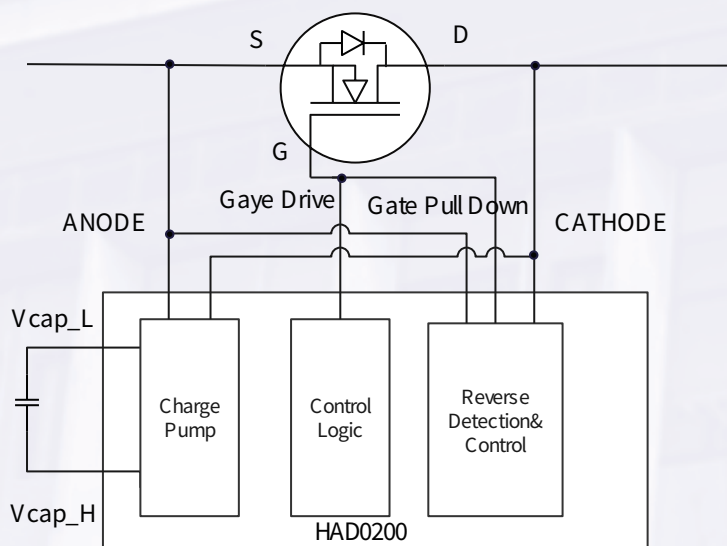 S
D
G
Gaye Drive
Gate Pull Down
ANODE
CATHODE
Vcap_L
Charge
Pump
Control
Logic
Reverse
Detection&
Control
Vcap_H
HAD0200